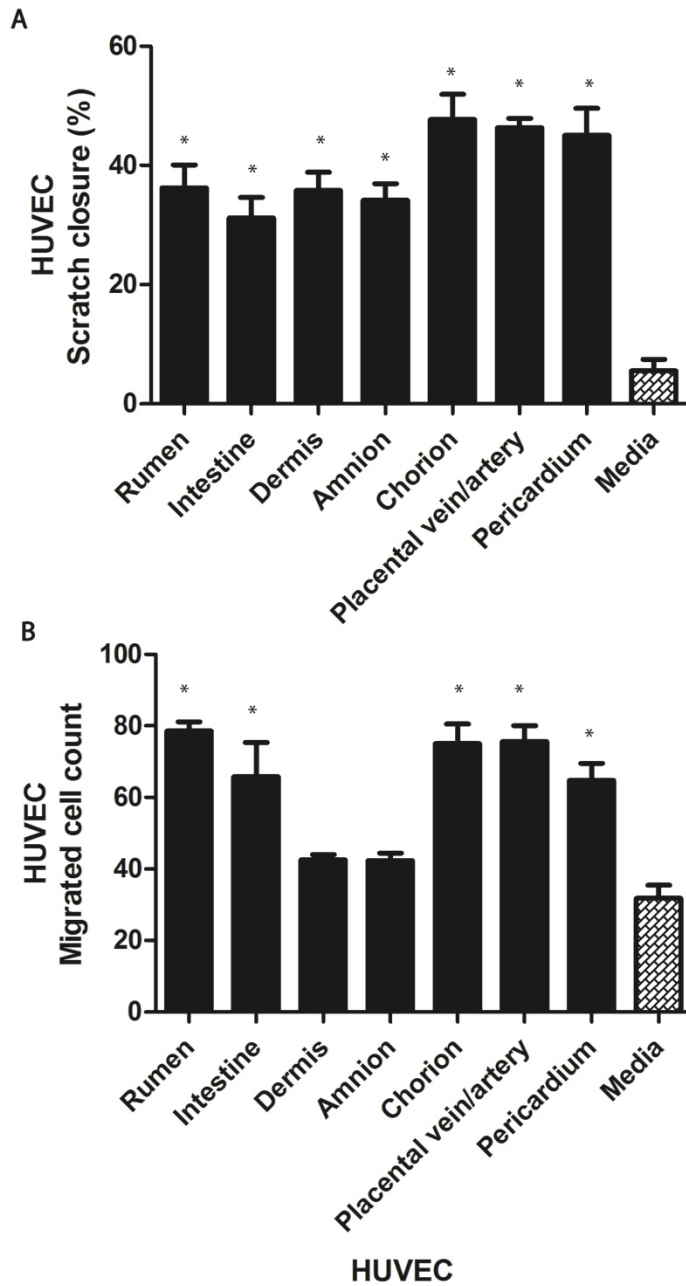 A
HUVEC
Scratch closure (%)
60
40
20
0
* * * * * * *
Rumen
Intestine
Dermis
Amnion
Chorion
Placental vein/artery
Pericardium
Media
B
HUVEC
Migrated cell count
100
80
60
40
20
0
* * * * *
Rumen
Intestine
Dermis
Amnion
Chorion
Placental vein/artery
Pericardium
Media
HUVEC